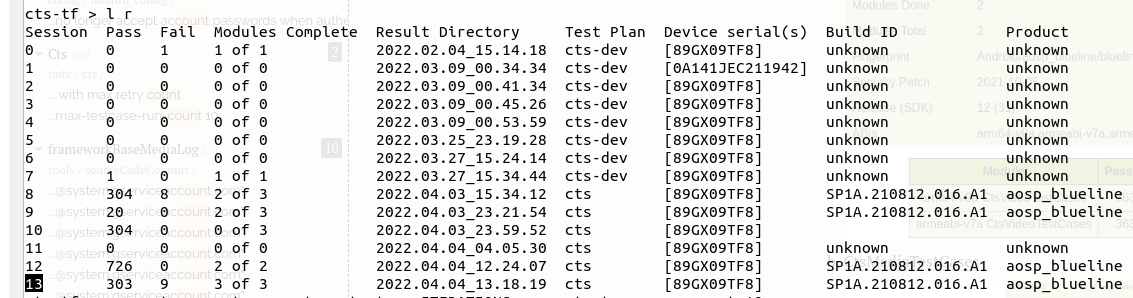 cts-tf > l r
Session Pass Fail Modules Complete Result Directory Test Plan Device serial(s) Build ID Product
0 0 1 1 of 1 2022.02.04_15.14.18 cts-dev [89GX09TF8] unknown unknown
1 0 0 0 of 0 2022.03.09_00.34.34 cts-dev [0A141JEC211942] unknown unknown
2 0 0 0 of 0 2022.03.09_00.41.34 cts-dev [89GX09TF8] unknown unknown
3 0 0 0 of 0 2022.03.09_00.45.26 cts-dev [89GX09TF8] unknown unknown
4 0 0 0 of 0 2022.03.09_00.53.59 cts-dev [89GX09TF8] unknown unknown
5 0 0 0 of 0 2022.03.25_23.19.28 cts-dev [89GX09TF8] unknown unknown
6 0 0 0 of 0 2022.03.27_15.24.14 cts-dev [89GX09TF8] unknown unknown
7 1 0 1 of 1 2022.03.27_15.34.44 cts-dev [89GX09TF8] unknown unknown
8 304 8 2 of 3 2022.04.03_15.34.12 cts [89GX09TF8] SP1A.210812.016.A1 aosp_blueline
9 20 0 2 of 3 2022.04.03_23.21.54 cts [89GX09TF8] SP1A.210812.016.A1 aosp_blueline
10 304 0 0 of 3 2022.04.03_23.59.52 cts [89GX09TF8]
11 0 0 0 of 0 2022.04.04_04.05.30 cts [89GX09TF8] unknown unknown
12 726 0 2 of 2 2022.04.04_12.24.07 cts [89GX09TF8] SP1A.210812.016.A1 aosp_blueline
13 303 9 3 of 3 2022.04.04_13.18.19 cts [89GX09TF8] SP1A.210812.016.A1 aosp_blueline